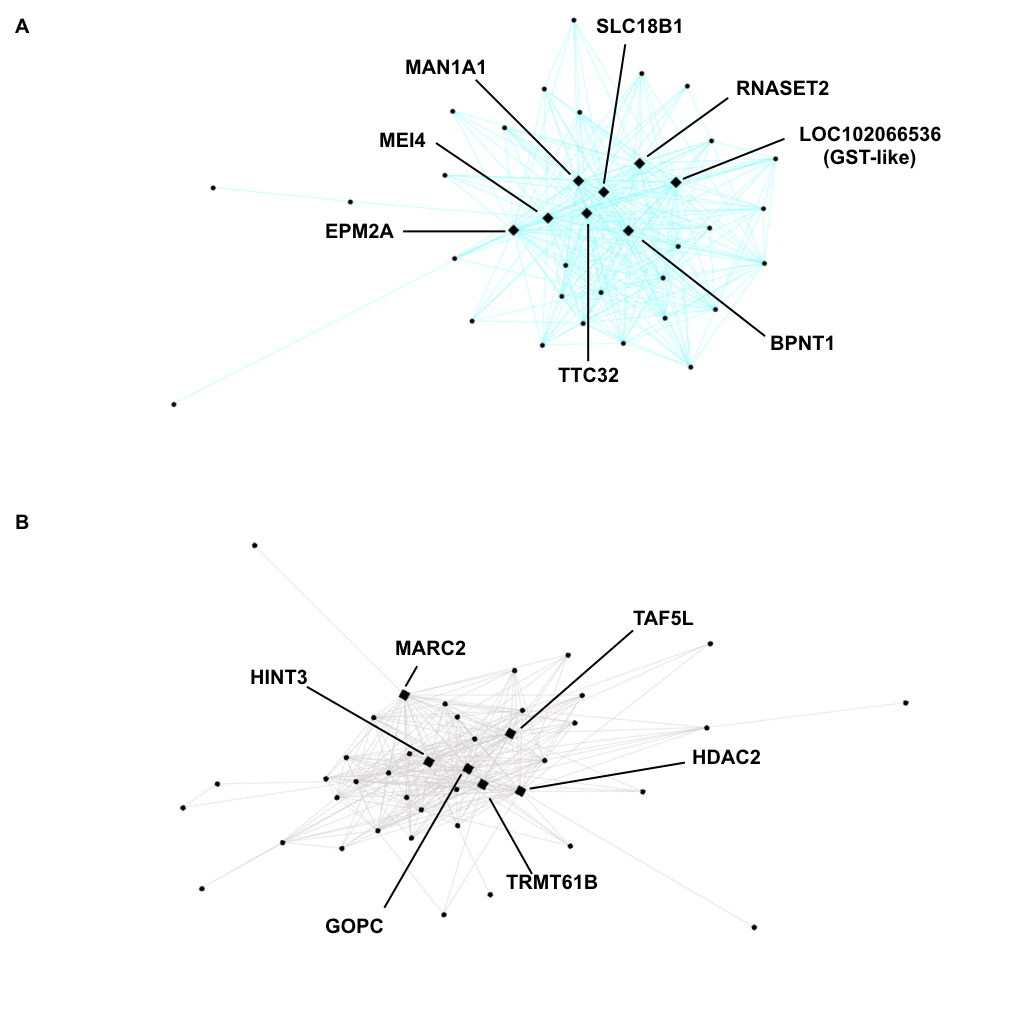 A
SLC18B1
MAN1A1
RNASET2
LOC102066536
(GST-like)
MEI4
EPM2A
BPNT1
TTC32
B
TAF5L
MARC2
HINT3
HDAC2
TRMT61B
GOPC